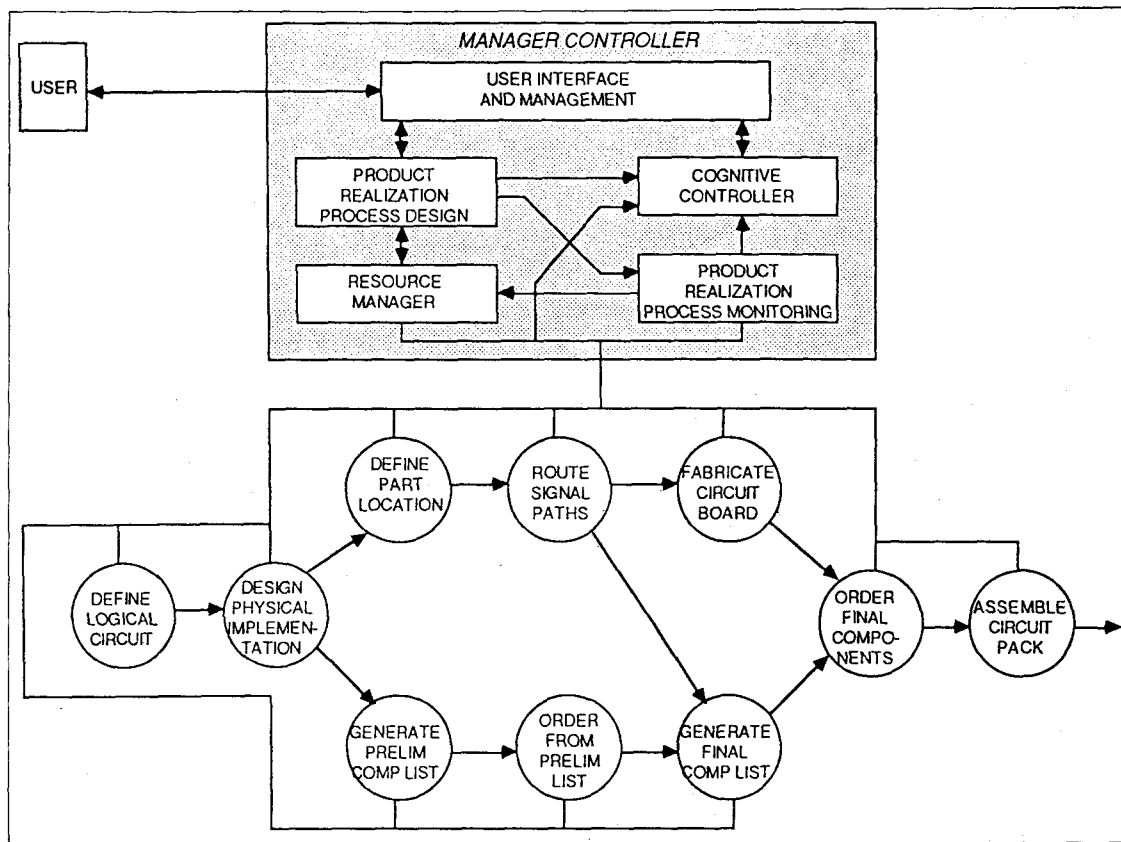 MANAGER CONTROLLER
USER
USER INTERFACE
AND MANAGEMENT
PRODUCT
REALIZATION
PROCESS DESIGN
COGNITIVE
CONTROLLER
RESOURCE
MANAGER
PRODUCT
REALIZATION
PROCESS MONITORING
DEFINE
PART
LOCATION
ROUTE
SIGNAL
PATHS
FABRICATE
CIRCUIT
BOARD
DEFINE
LOGICAL
CIRCUIT
DESIGN
PHYSICAL
IMPLEMEN-
TATION
ORDER
FINAL
COMPO-
NENTS
ASSEMBLE
CIRCUIT
PACK
GENERATE
PRELIM
COMP LIST
ORDER
FROM
PRELIM
LIST
GENERATE
FINAL
COMP LIST